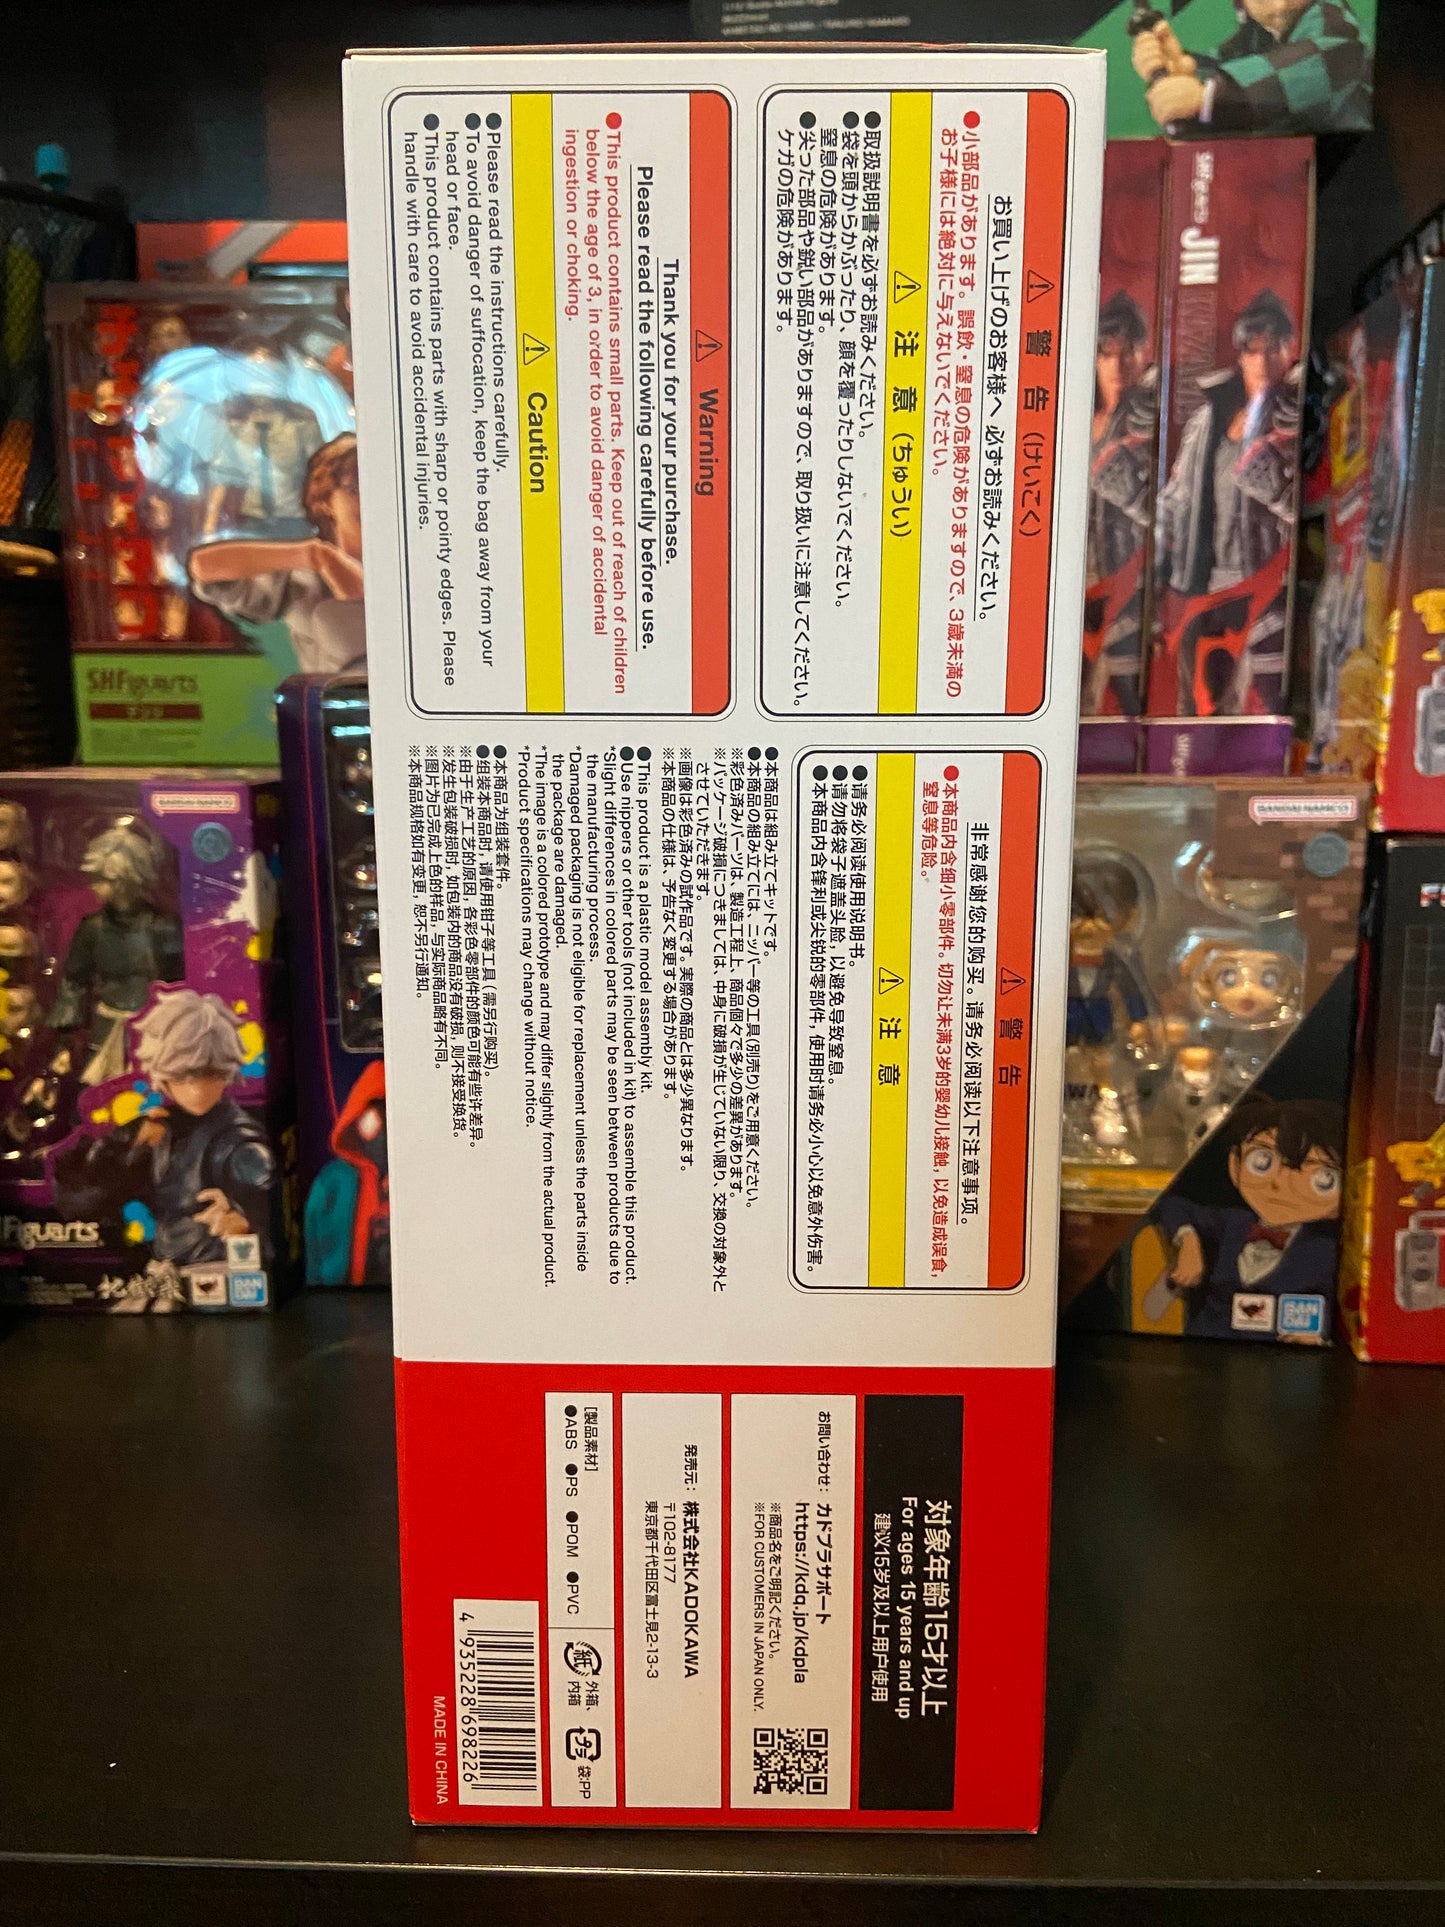 ⚠ 警 告 (けいこく)
お買い上げのお客様へ 必ずお読みください。
●小部品があります。誤飲・窒息の危険がありますので、3歳未満の
お子様には絶対に与えないでください。
⚠ 注 意 (ちゅうい)
●取扱説明書を必ずお読みください。
●袋を頭からかぶったり、顔を覆ったりしないでください。
窒息の危険があります。
●尖った部品や鋭い部品がありますので、取り扱いに注意してください。
ケガの危険があります。
⚠ Warning
Thank you for your purchase.
Please read the following carefully before use.
●This product contains small parts. Keep out of reach of children
below the age of 3, in order to avoid danger of accidental
ingestion or choking.
⚠ Caution
●Please read the instructions carefully.
●To avoid danger of suffocation, keep the bag away from your
head or face.
●This product contains parts with sharp or pointy edges. Please
handle with care to avoid accidental injuries.
⚠ 警 告
非常感谢您的购买。请务必阅读以下注意事项。
●本商品内含细小零部件。切勿让未满3岁的婴幼儿接触，以免造成误食，
窒息等危险。
⚠ 注 意
●请务必阅读使用说明书。
●请勿将袋子遮盖头脸，以避免导致窒息。
●本商品内含锋利或尖锐的零部件，使用时请务必小心以免意外伤害。
●本商品は組み立てキットです。
●本商品の組み立てには、ニッパー等の工具(別売り)をご用意ください。
※彩色済みパーツは、製造工程上、商品個々で多少の差異があります。
※パッケージ破損につきましては、中身に破損が生じていない限り、交換の対象外と
させていただきます。
※画像は彩色済みの試作品です。実際の商品とは多少異なります。
※本商品の仕様は、予告なく変更する場合があります。
●This product is a plastic model assembly kit.
●Use nippers or other tools (not included in kit) to assemble this product.
*Slight differences in colored parts may be seen between products due to
the manufacturing process.
*Damaged packaging is not eligible for replacement unless the parts inside
the package are damaged.
*The image is a colored prototype and may differ slightly from the actual product.
*Product specifications may change without notice.
●本商品为组装套件。
●组装本商品时，请使用钳子等工具（需另行购买）。
※由于生产工艺的原因，各彩色零部件的颜色可能有些许差异。
※发生包装破损时，如包装内的商品没有破损，则不接受换货。
※图片为已完成上色的样品，与实际商品略有不同。
※本商品规格如有变更，恕不另行通知。
対象年齢15才以上
For ages 15 years and up
建议15岁及以上用户使用
お問い合わせ：カドプラサポート
https://kdq.jp/kdpla
※商品名をご明記ください。
※FOR CUSTOMERS IN JAPAN ONLY.
発売元：株式会社KADOKAWA
〒102-8177
東京都千代田区富士見2-13-3
[製品素材]
●ABS ●PS ●POM ●PVC
紙 外箱、
内箱
プラ 袋:PP
4 935228 698226
MADE IN CHINA
S.H.Figuarts
JIN
SHFiguarts
Figuarts
BANDAI
BANDAI